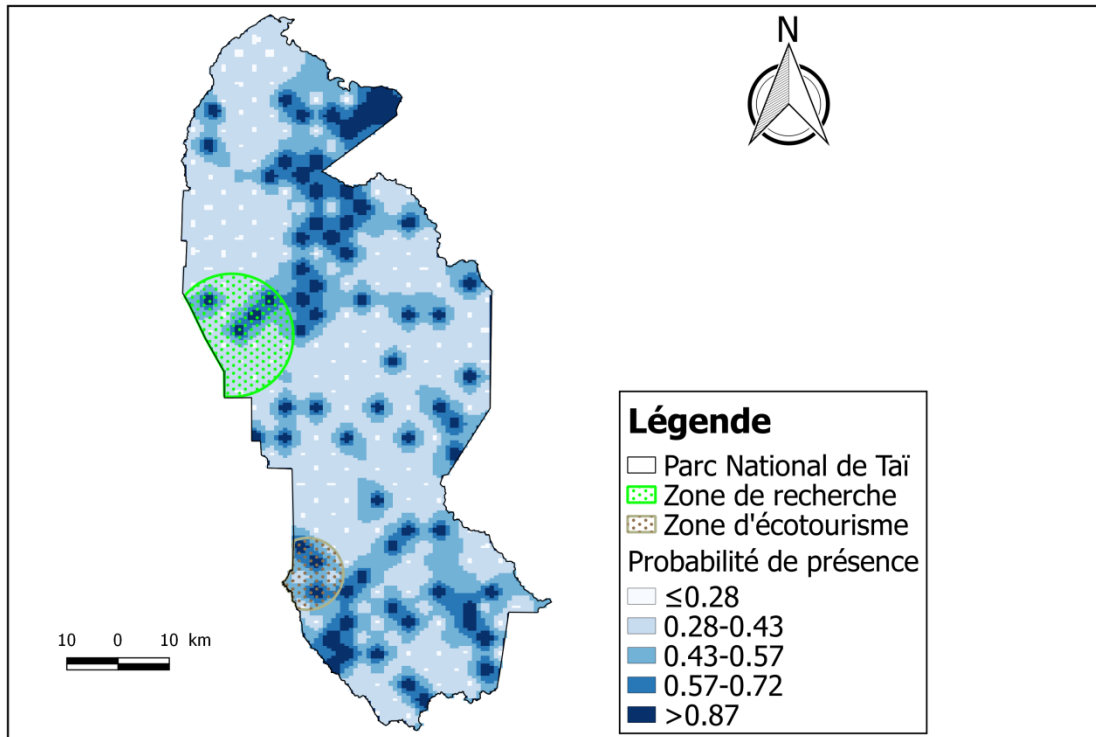 N
Légende
Parc National de Taï
Zone de recherche
Zone d'écotourisme
Probabilité de présence
≤0.28
0.28-0.43
0.43-0.57
0.57-0.72
>0.87
10 0 10 km